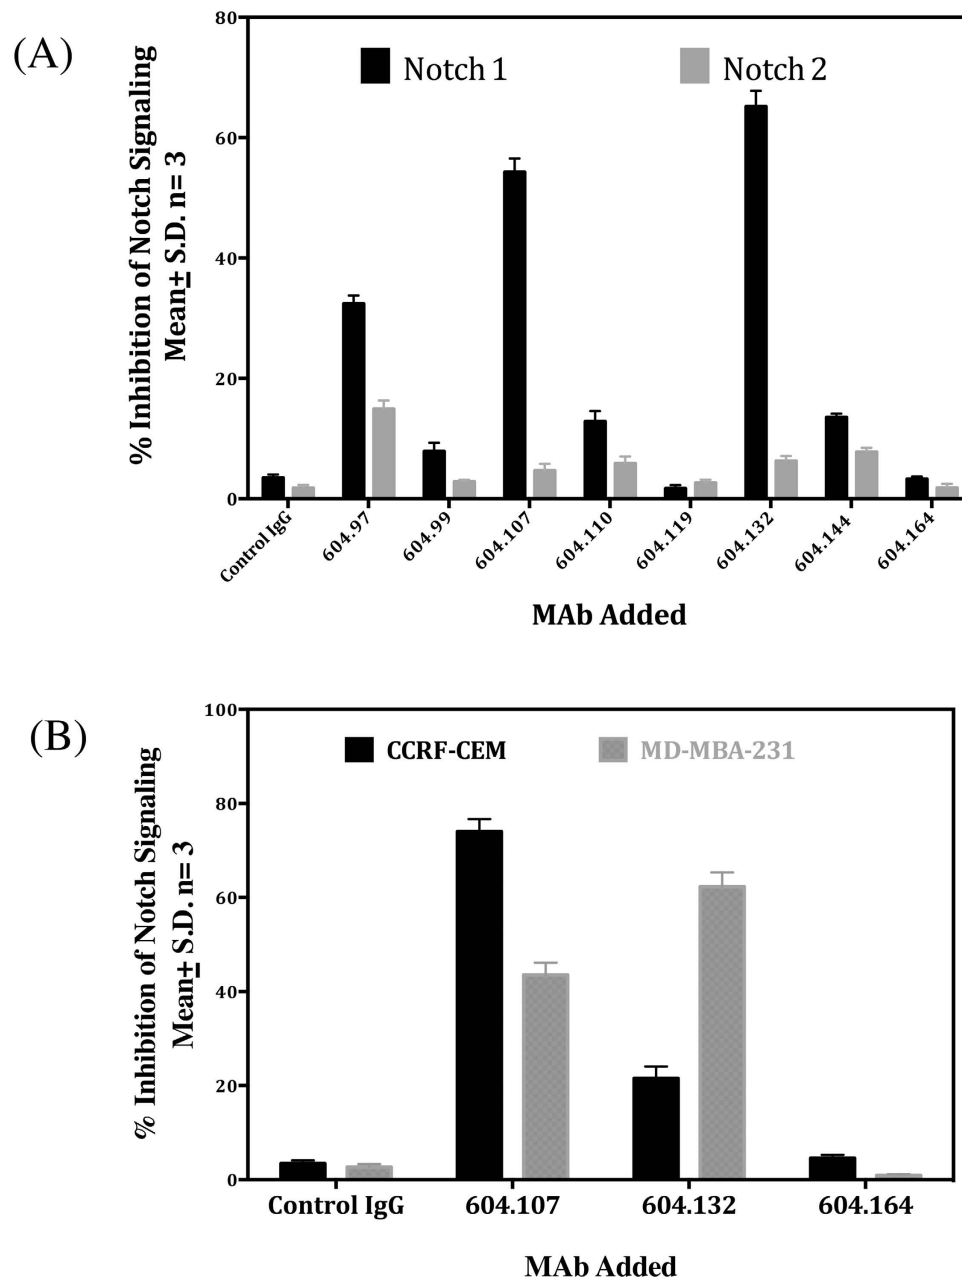 (A)
% Inhibition of Notch Signaling
Mean± S.D. n= 3
80
60
40
20
0
Notch 1
Notch 2
Control IgG
604.97
604.99
604.107
604.110
604.119
604.132
604.144
604.164
MAb Added
(B)
% Inhibition of Notch Signaling
Mean± S.D. n= 3
100
80
60
40
20
0
CCRF-CEM
MD-MBA-231
Control IgG
604.107
604.132
604.164
MAb Added